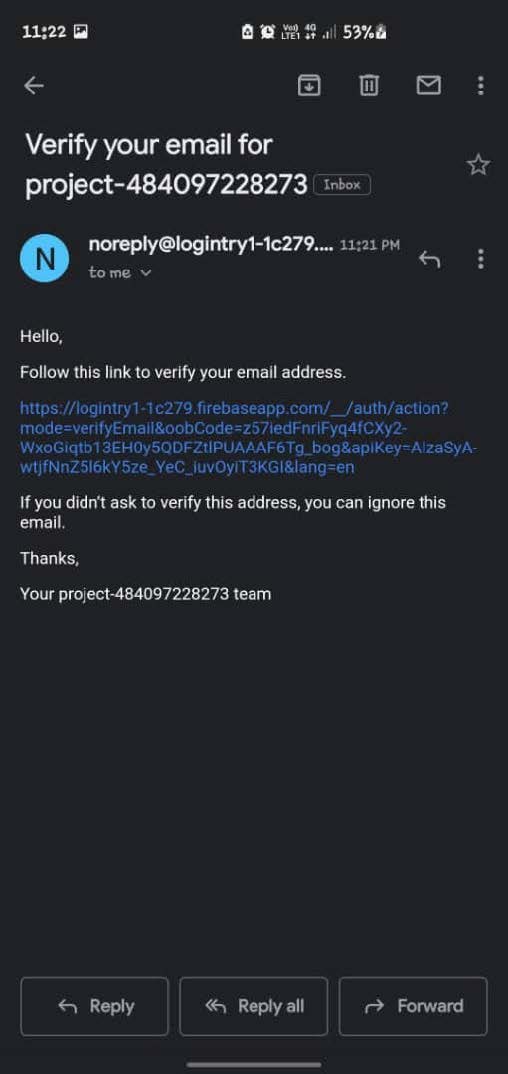 11:22
Vo)) 4G
LTE1
53%
Verify your email for
project-484097228273 Inbox
N
noreply@logintry1-1c279.... 11:21 PM
to me
Hello,
Follow this link to verify your email address.
https://logintry1-1c279.firebaseapp.com/__/auth/action?
mode=verifyEmail&oobCode=z57iedFnriFyq4fCXy2-
WxoGiqtb13EH0y5QDFZtlPUAAAF6Tg_bog&apiKey=AIzaSyA-
wtjfNnZ5l6kY5ze_YeC_iuvOyiT3KGI&lang=en
If you didn't ask to verify this address, you can ignore this
email.
Thanks,
Your project-484097228273 team
Reply
Reply all
Forward